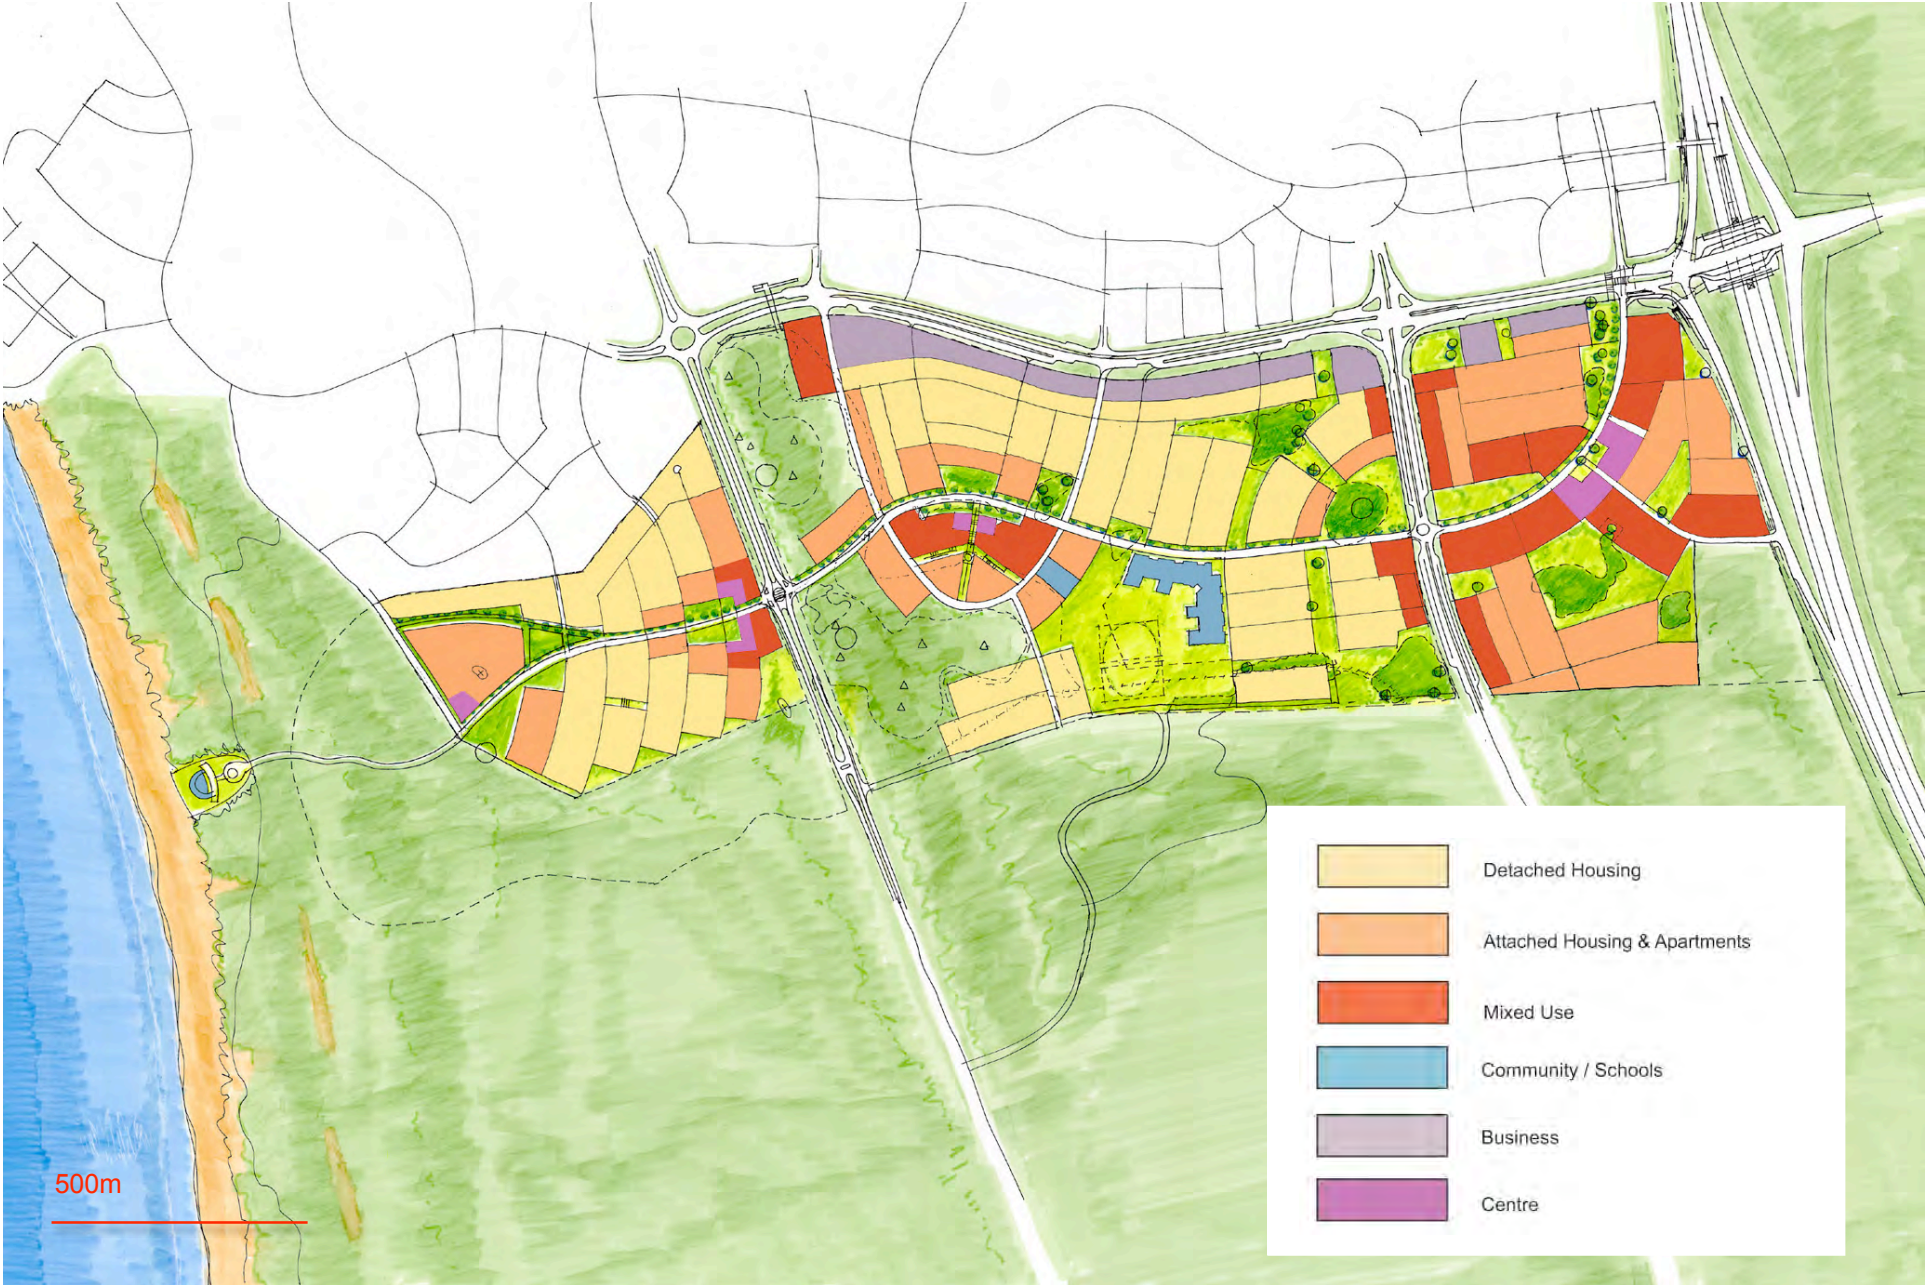 Detached Housing
Attached Housing & Apartments
Mixed Use
Community / Schools
Business
Centre
500m